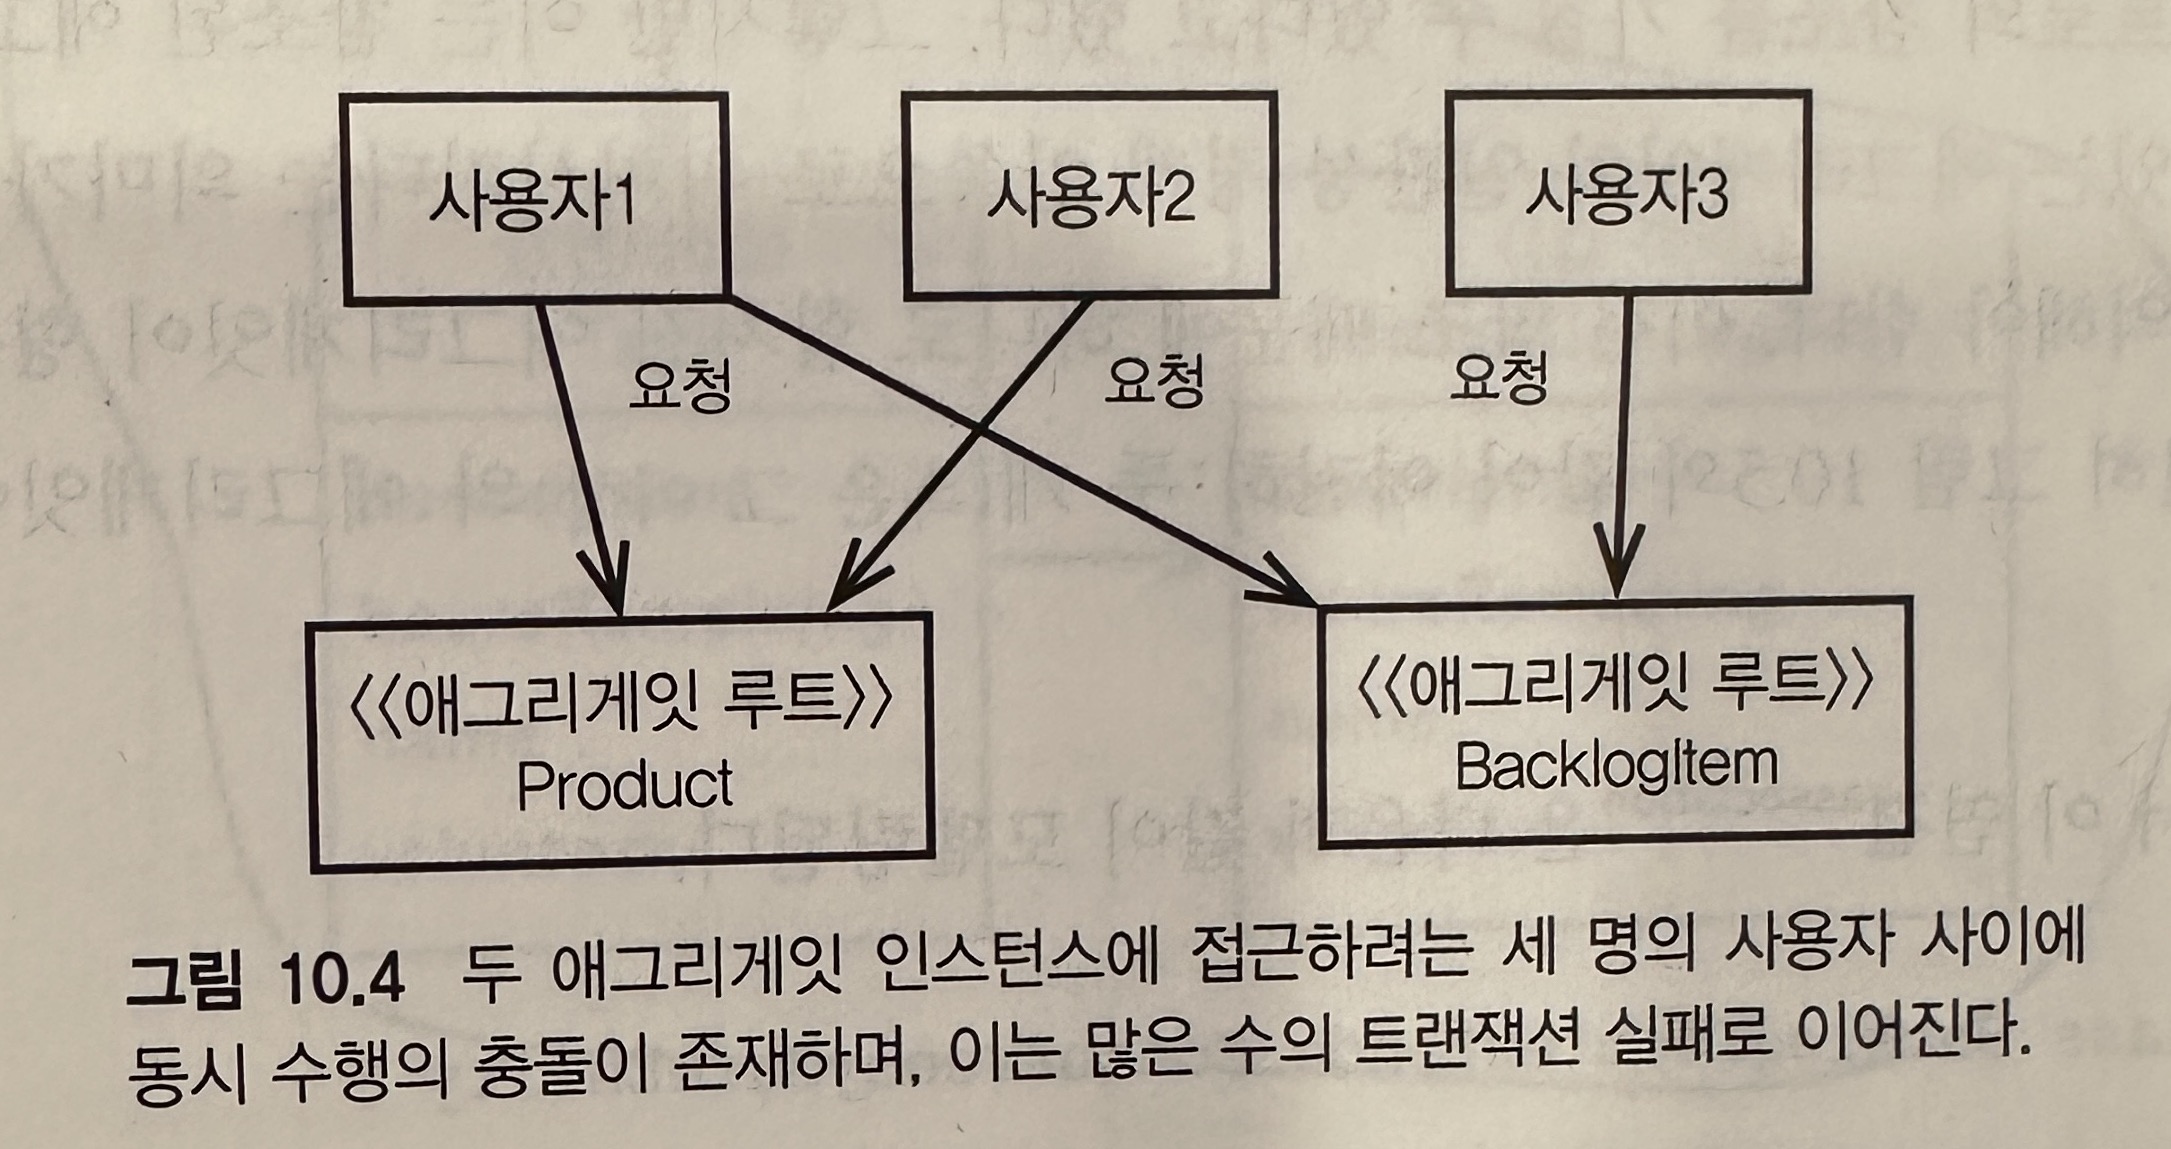 사용자1
사용자2
사용자3
요청
요청
요청
<<애그리게잇 루트>>
Product
<<애그리게잇 루트>>
BacklogItem
그림 10.4 두 애그리게잇 인스턴스에 접근하려는 세 명의 사용자 사이에
동시 수행의 충돌이 존재하며, 이는 많은 수의 트랜잭션 실패로 이어진다.